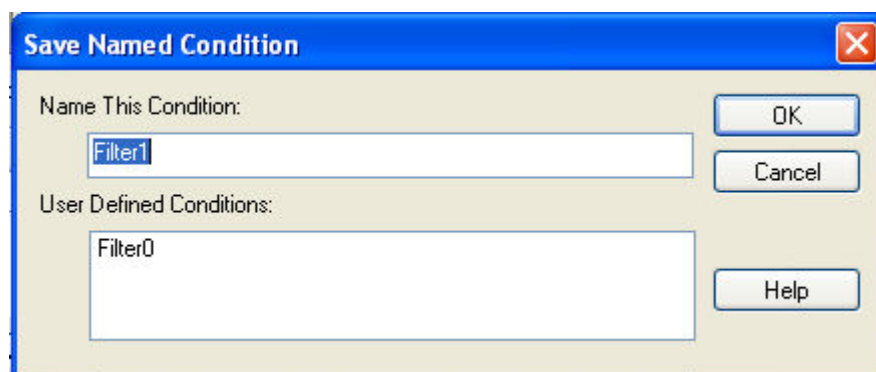 Save Named Condition
Name This Condition:
OK
Filter1
Cancel
User Defined Conditions:
Filter0
Help